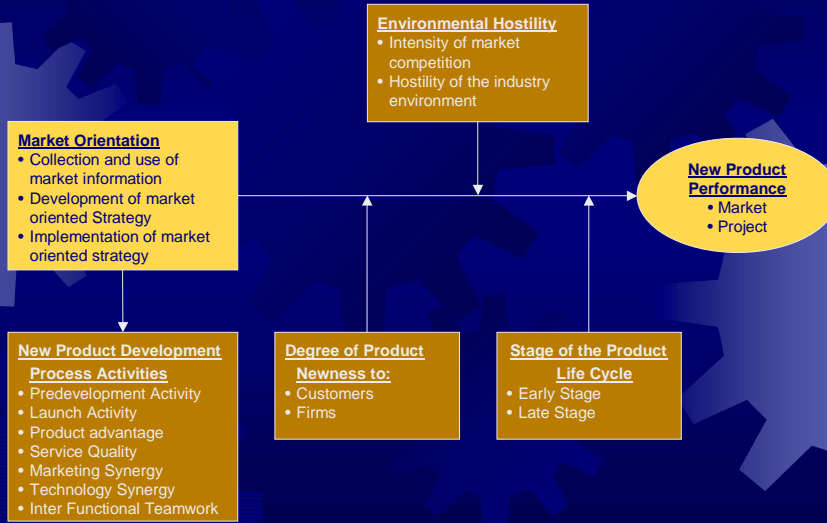 Environmental Hostility
• Intensity of market
competition
• Hostility of the industry
environment
Market Orientation
• Collection and use of
market information
• Development of market
oriented Strategy
• Implementation of market
oriented strategy
New Product
Performance
• Market
• Project
New Product Development
Process Activities
• Predevelopment Activity
• Launch Activity
• Product advantage
• Service Quality
• Marketing Synergy
• Technology Synergy
• Inter Functional Teamwork
Degree of Product
Newness to:
• Customers
• Firms
Stage of the Product
Life Cycle
• Early Stage
• Late Stage